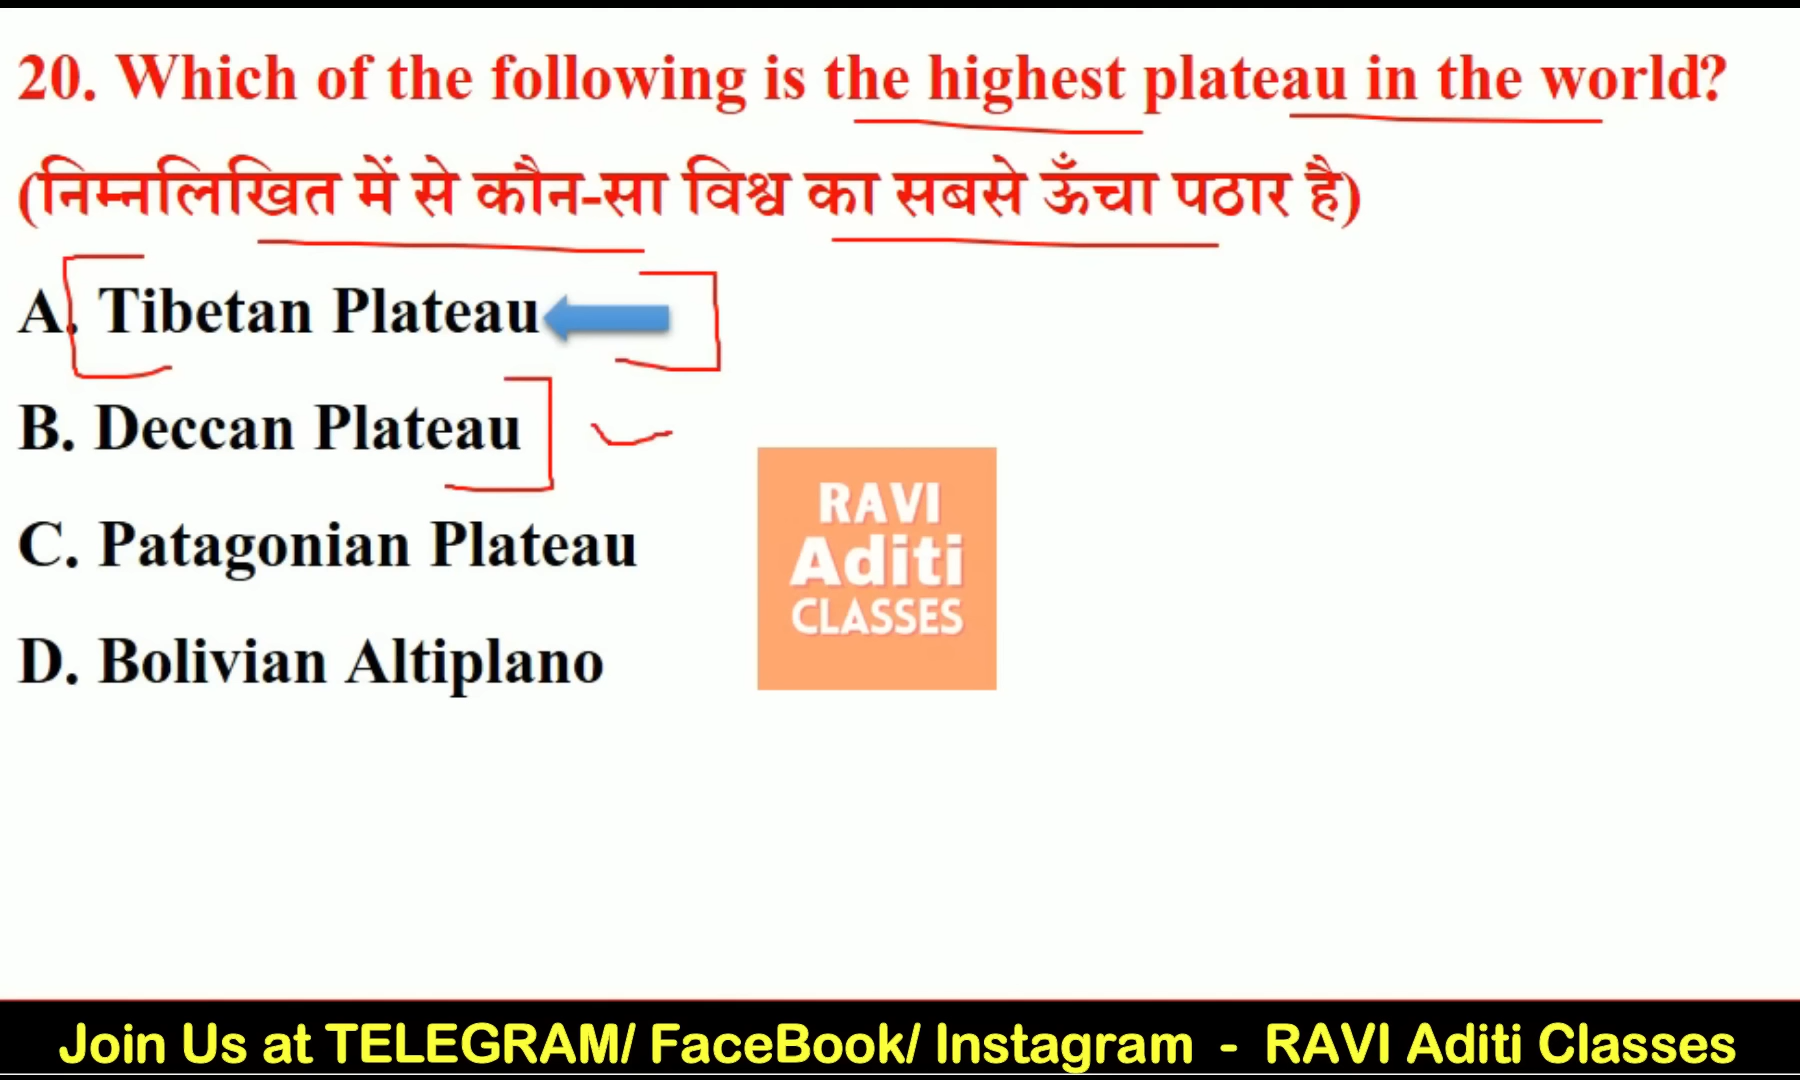 20. Which of the following is the highest plateau in the world?
(निम्नलिखित में से कौन-सा विश्व का सबसे ऊँचा पठार है)
A. Tibetan Plateau
B. Deccan Plateau
C. Patagonian Plateau
D. Bolivian Altiplano
RAVI
Aditi
CLASSES
Join Us at TELEGRAM/ FaceBook/ Instagram - RAVI Aditi Classes